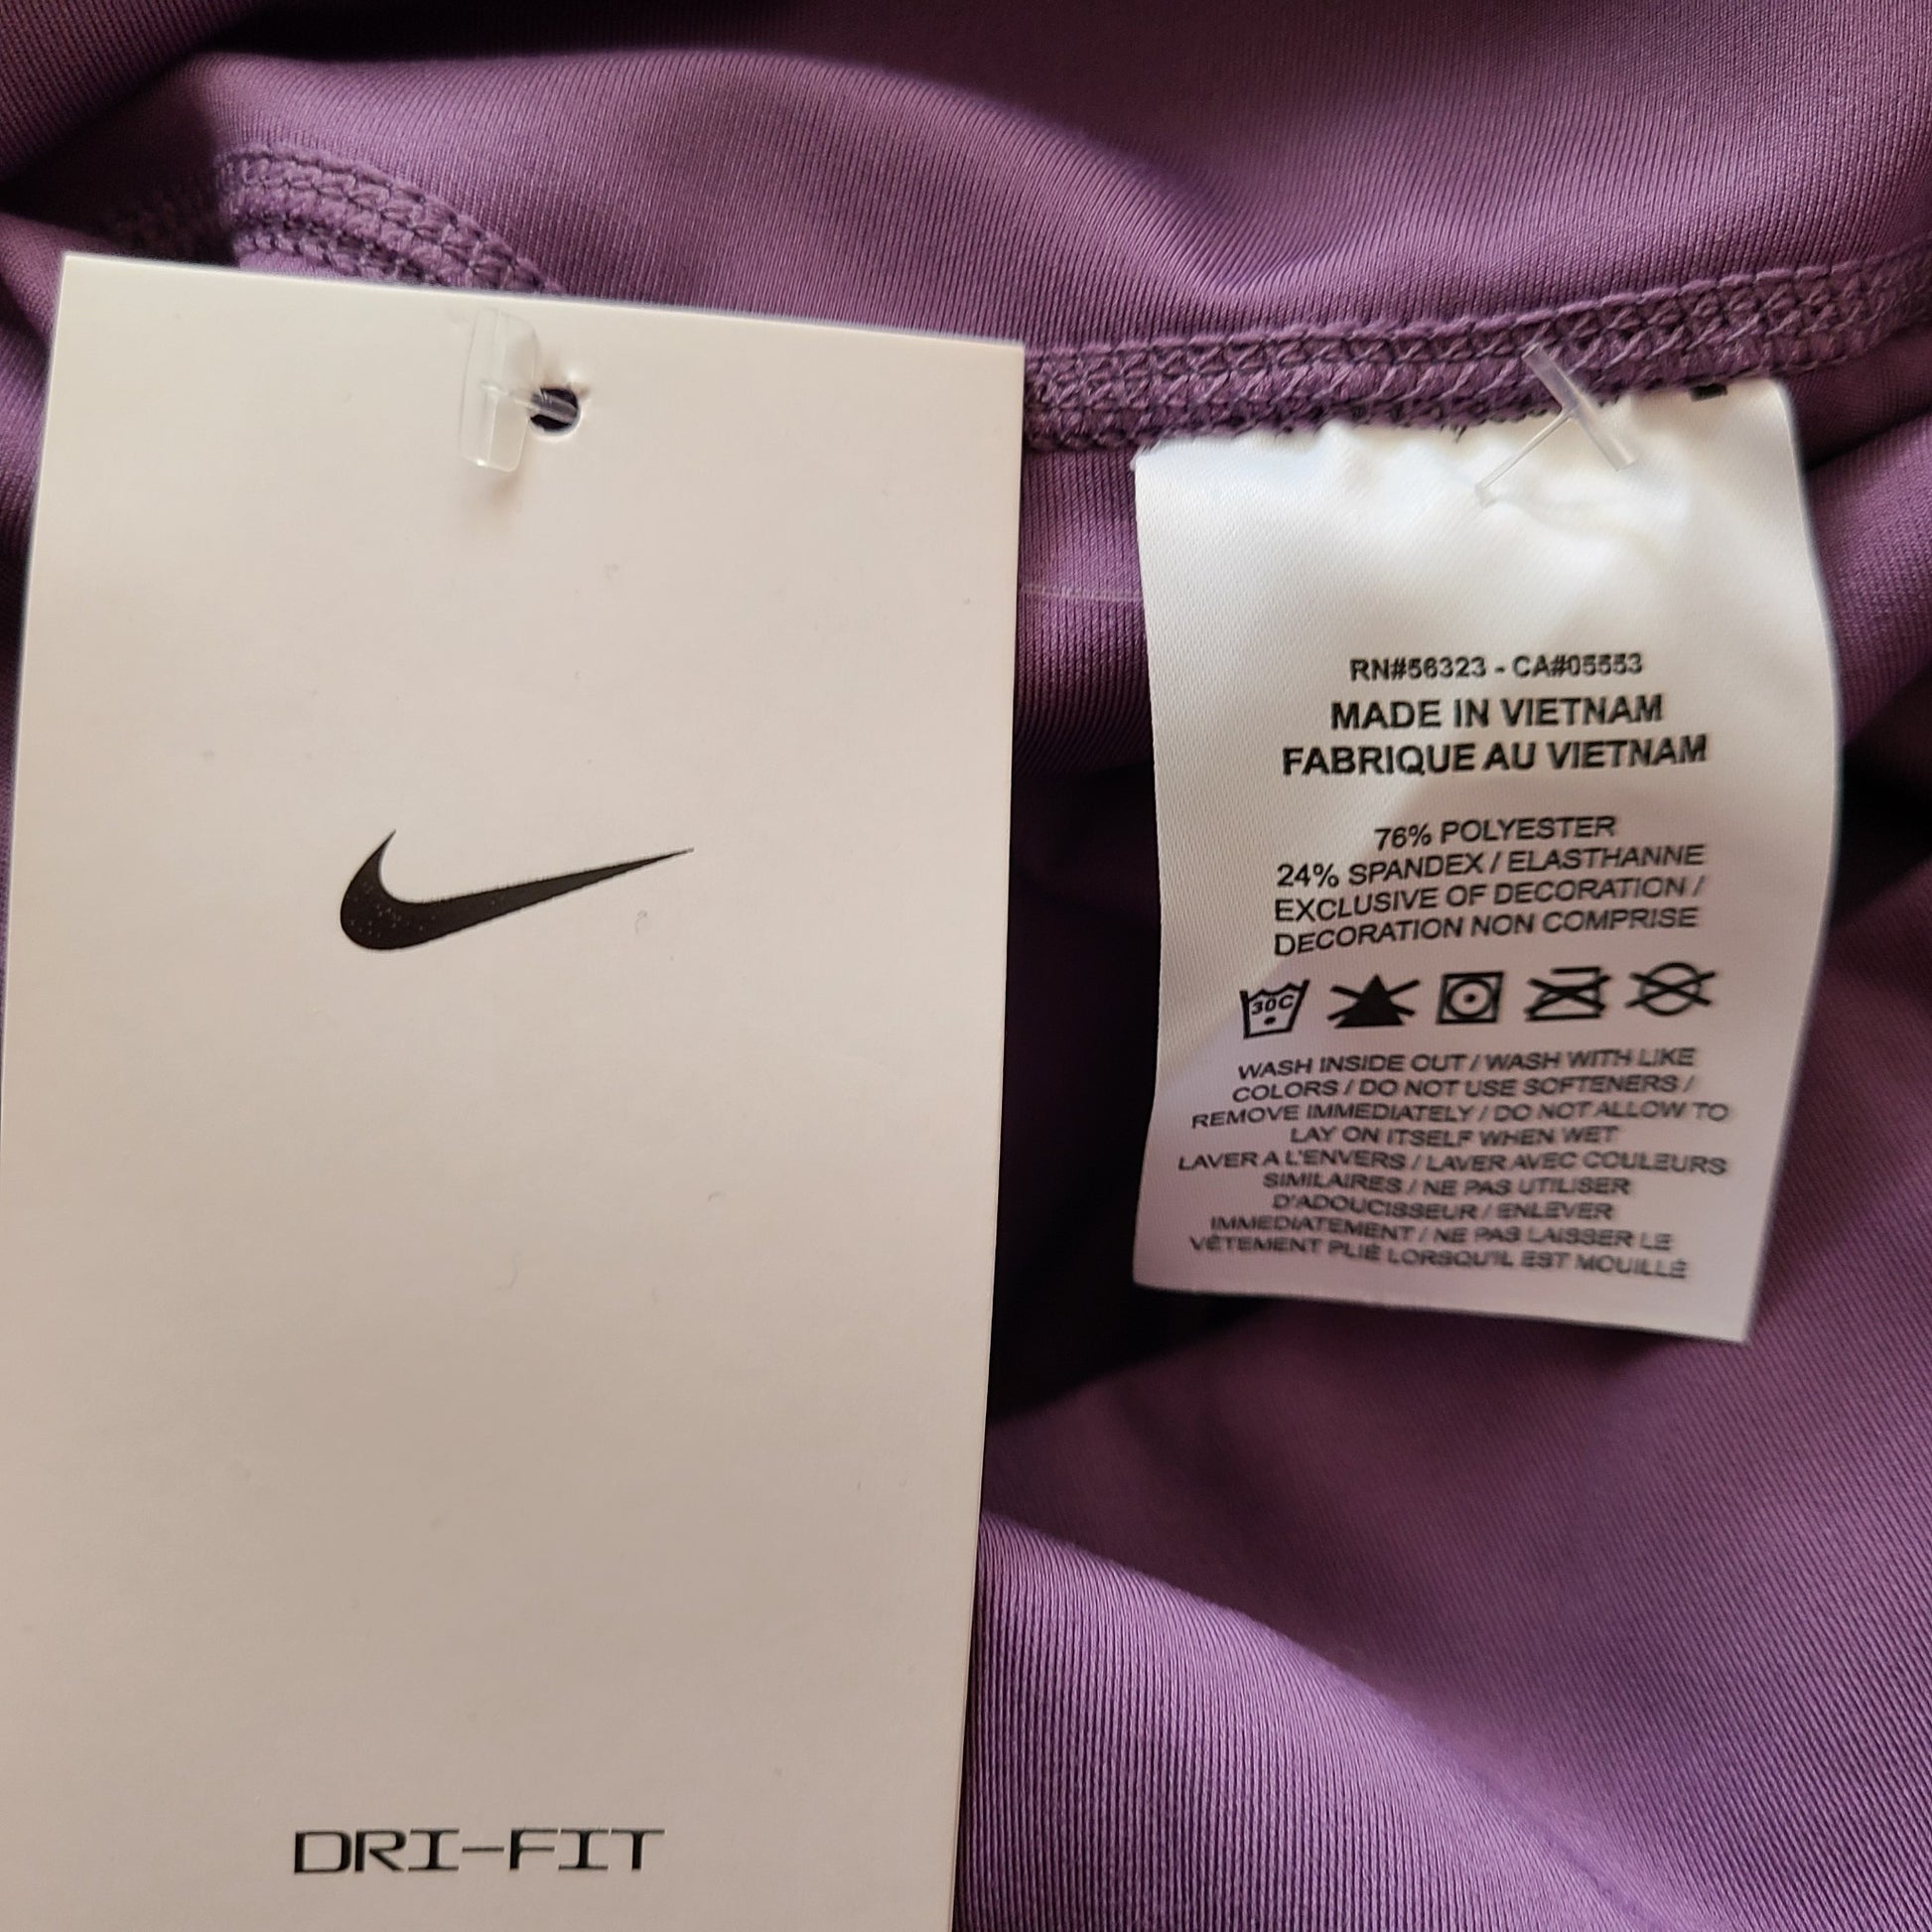 DRI-FIT
RN#56323 - CA#05553
MADE IN VIETNAM
FABRIQUE AU VIETNAM
76% POLYESTER
24% SPANDEX / ELASTHANNE
EXCLUSIVE OF DECORATION /
DECORATION NON COMPRISE
30C
WASH INSIDE OUT / WASH WITH LIKE
COLORS / DO NOT USE SOFTENERS /
REMOVE IMMEDIATELY / DO NOT ALLOW TO
LAY ON ITSELF WHEN WET
LAVER A L'ENVERS / LAVER AVEC COULEURS
SIMILAIRES / NE PAS UTILISER
D'ADOUCISSEUR / ENLEVER
IMMEDIATEMENT / NE PAS LAISSER LE
VÊTEMENT PLIÉ LORSQU'IL EST MOUILLÉ